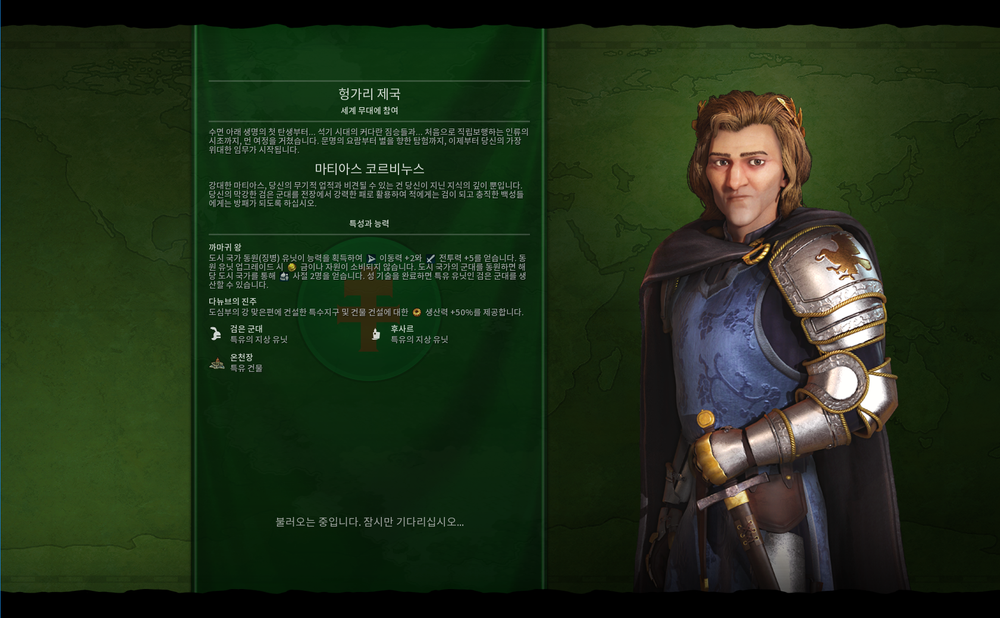 헝가리 제국
세계 무대에 참여
수면 아래 생명의 첫 탄생부터... 석기 시대의 커다란 짐승들과... 처음으로 직립보행하는 인류의
시초까지, 먼 여정을 거쳤습니다. 문명의 요람부터 별을 향한 탐험까지, 이제부터 당신의 가장
위대한 임무가 시작됩니다.
마티아스 코르비누스
강대한 마티아스, 당신의 무기적 업적과 비견될 수 있는 건 당신이 지닌 지식의 깊이 뿐입니다.
당신의 막강한 검은 군대를 전장에서 강력한 패로 활용하여 적에게는 검이 되고 충직한 백성들
에게는 방패가 되도록 하십시오.
특성과 능력
까마귀 왕
도시 국가 동원(징병) 유닛이 능력을 획득하여 이동력 +2와 전투력 +5를 얻습니다. 동
원 유닛 업그레이드 시 금이나 자원이 소비되지 않습니다. 도시 국가의 군대를 동원하면 해
당 도시 국가를 통해 사절 2명을 얻습니다. 성 기술을 완료하면 특유 유닛인 검은 군대를 생
산할 수 있습니다.
다뉴브의 진주
도심부의 강 맞은편에 건설한 특수지구 및 건물 건설에 대한 생산력 +50%를 제공합니다.
검은 군대
특유의 지상 유닛
후사르
특유의 지상 유닛
온천장
특유 건물
불러오는 중입니다. 잠시만 기다리십시오...